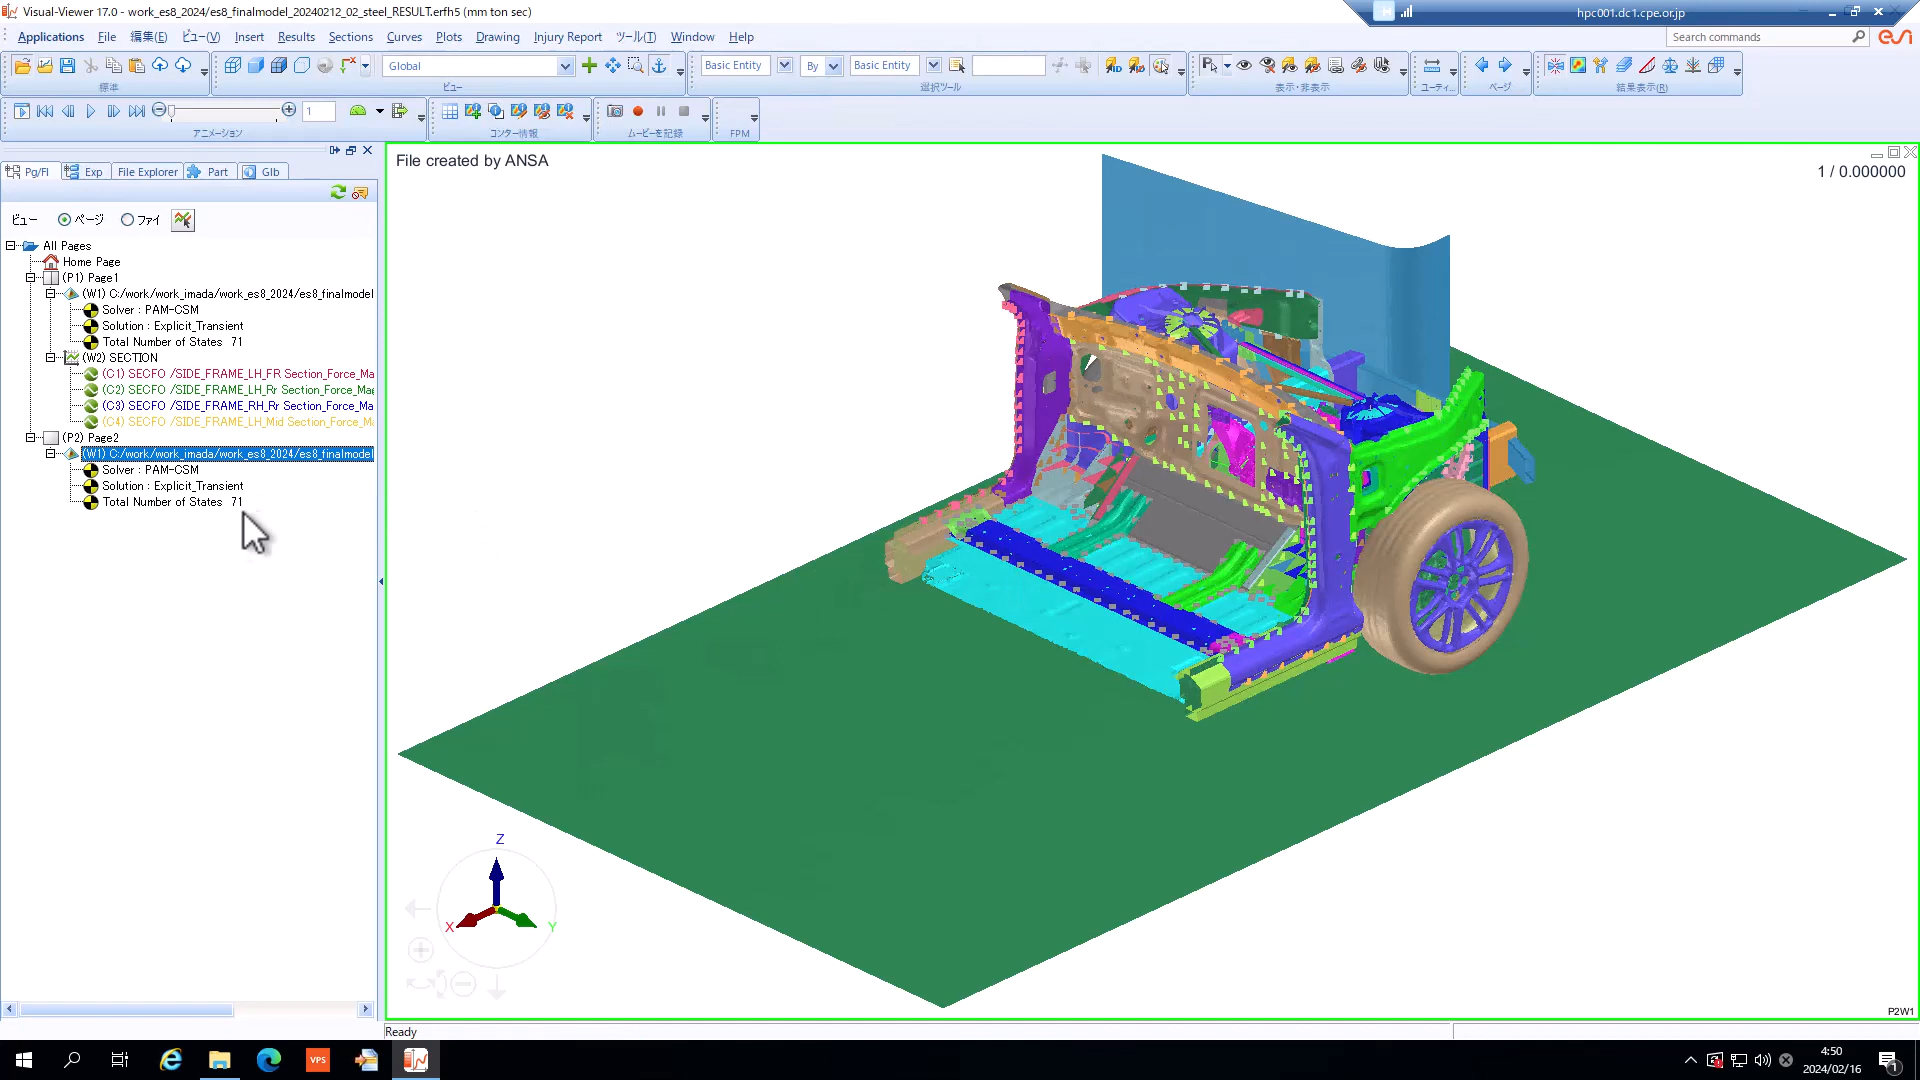 Visual-Viewer 17.0 - work_es8_2024/es8_finalmodel_20240212_02_steel_RESULT.erfh5 (mm ton sec)
hpc001.dc1.cpe.or.jp
Applications File 編集(E) ビュー(V) Insert Results Sections Curves Plots Drawing Injury Report ツール(T) Window Help
Search commands
esi
Global
Basic Entity By Basic Entity
標準 ビュー 選択ツール 表示・非表示 ユーティ... ページ 結果表示(R)
1
アニメーション コンター情報 ムービーを記録 FPM
Pg/Fl Exp File Explorer Part Glb
ビュー ページ ファイ
All Pages
Home Page
(P1) Page1
(W1) C:/work/work_imada/work_es8_2024/es8_finalmodel
Solver : PAM-CSM
Solution : Explicit_Transient
Total Number of States 71
(W2) SECTION
(C1) SECFO /SIDE_FRAME_LH_FR Section_Force_Ma
(C2) SECFO /SIDE_FRAME_LH_Rr Section_Force_Mag
(C3) SECFO /SIDE_FRAME_RH_Rr Section_Force_Ma
(C4) SECFO /SIDE_FRAME_LH_Mid Section_Force_M
(P2) Page2
(W1) C:/work/work_imada/work_es8_2024/es8_finalmodel
Solver : PAM-CSM
Solution : Explicit_Transient
Total Number of States 71
File created by ANSA
1 / 0.000000
Z
X
Y
P2W1
Ready
VPS
4:50
2024/02/16
1